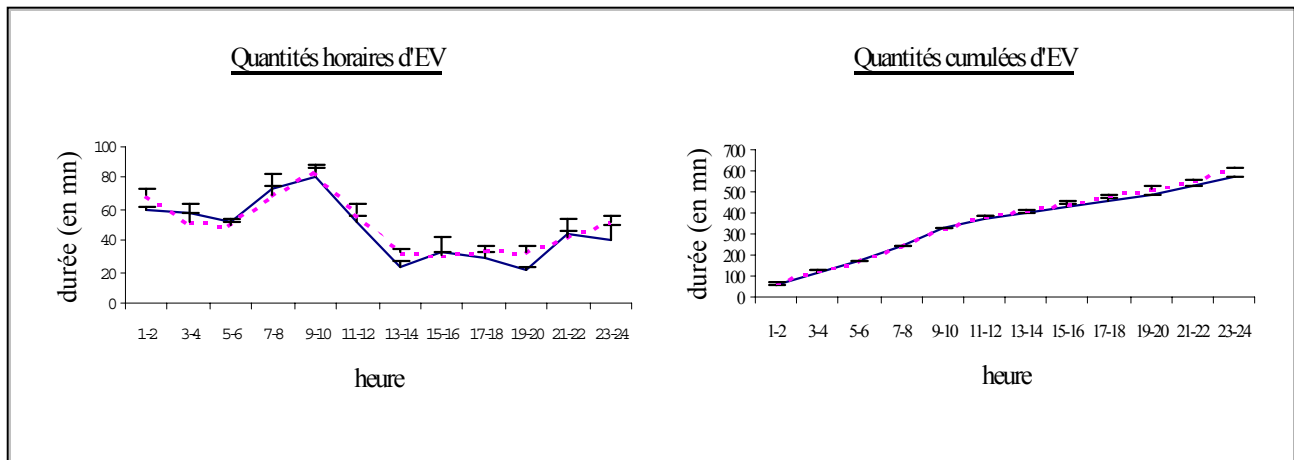 Quantités horaires d'EV
durée (en mn)
100
80
60
40
20
0
1-2 3-4 5-6 7-8 9-10 11-12 13-14 15-16 17-18 19-20 21-22 23-24
heure
Quantités cumulées d'EV
durée (en mn)
700
600
500
400
300
200
100
0
1-2 3-4 5-6 7-8 9-10 11-12 13-14 15-16 17-18 19-20 21-22 23-24
heure